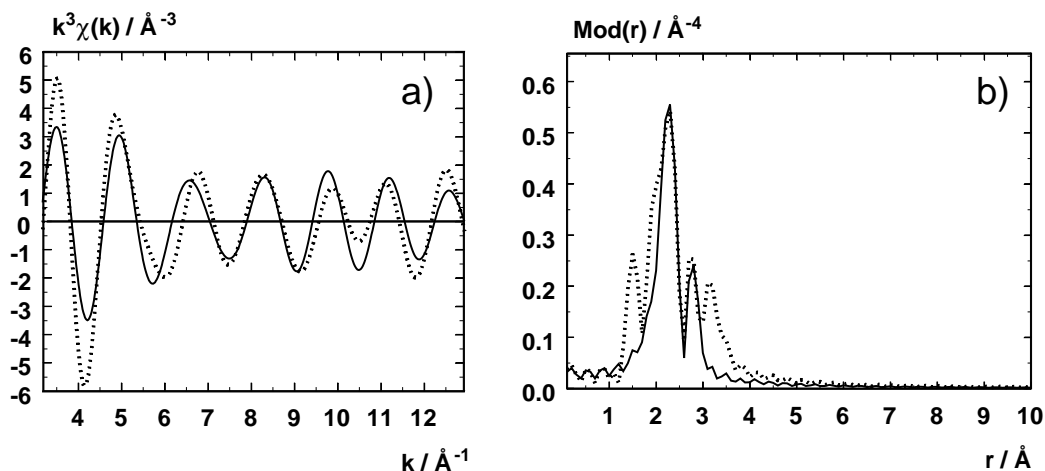 k³χ(k) / Å⁻³
a)
6
5
4
3
2
1
0
-1
-2
-3
-4
-5
-6
4 5 6 7 8 9 10 11 12
k / Å⁻¹
Mod(r) / Å⁻⁴
b)
0.6
0.5
0.4
0.3
0.2
0.1
0.0
1 2 3 4 5 6 7 8 9 10
r / Å